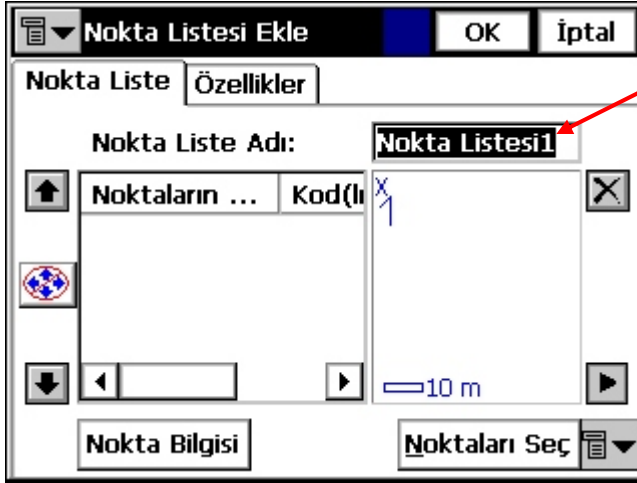 Nokta Listesi Ekle OK İptal
Nokta Liste Özellikler
Nokta Liste Adı: Nokta Listesi1
Noktaların ... Kod(
X
10 m
Nokta Bilgisi Noktaları Seç